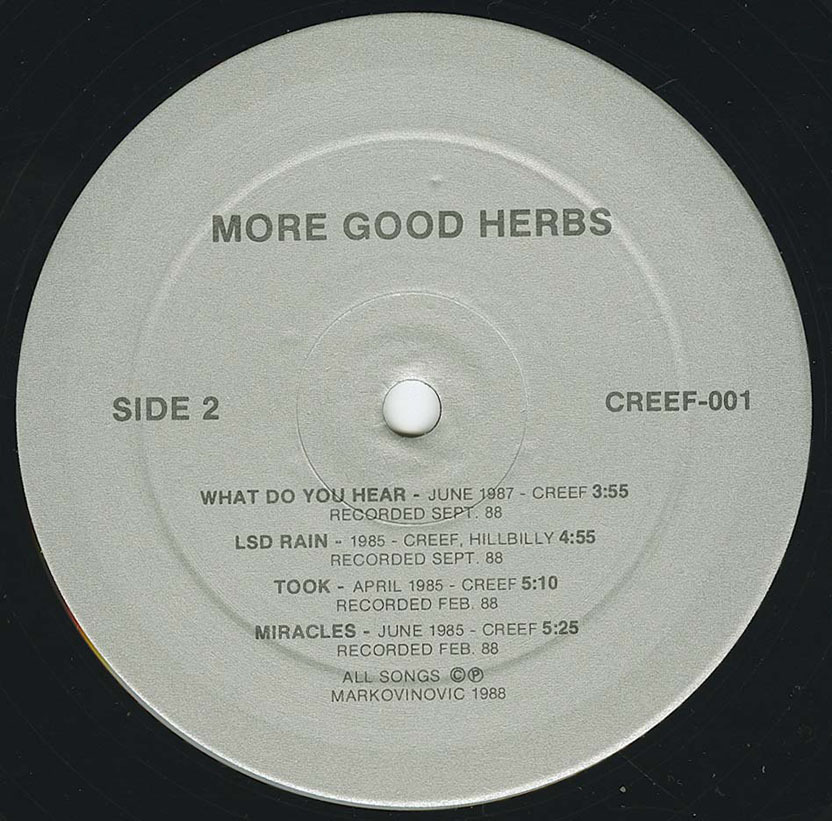 MORE GOOD HERBS
SIDE 2
CREEF-001
WHAT DO YOU HEAR - JUNE 1987 - CREEF 3:55
RECORDED SEPT. 88
LSD RAIN - 1985 - CREEF, HILLBILLY 4:55
RECORDED SEPT. 88
TOOK - APRIL 1985 - CREEF 5:10
RECORDED FEB. 88
MIRACLES - JUNE 1985 - CREEF 5:25
RECORDED FEB. 88
ALL SONGS ©℗
MARKOVINOVIC 1988